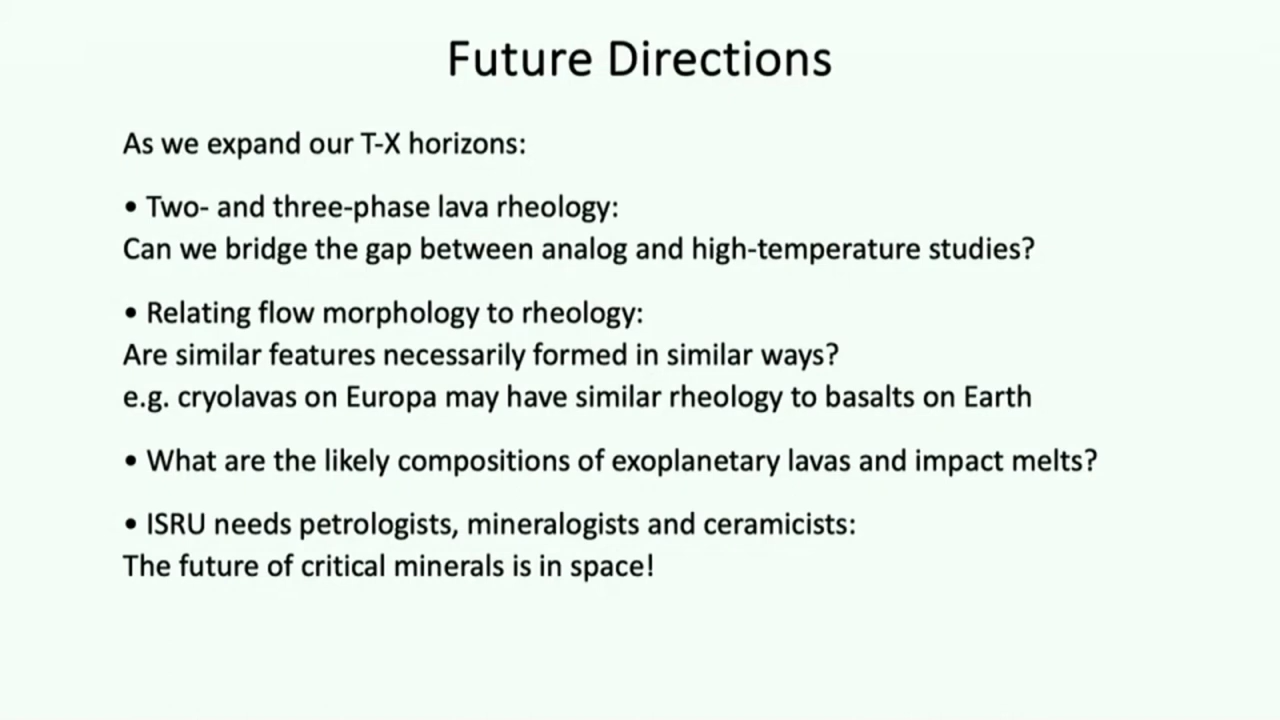 Future Directions
As we expand our T-X horizons:
• Two- and three-phase lava rheology:
Can we bridge the gap between analog and high-temperature studies?
• Relating flow morphology to rheology:
Are similar features necessarily formed in similar ways?
e.g. cryolavas on Europa may have similar rheology to basalts on Earth
• What are the likely compositions of exoplanetary lavas and impact melts?
• ISRU needs petrologists, mineralogists and ceramicists:
The future of critical minerals is in space!